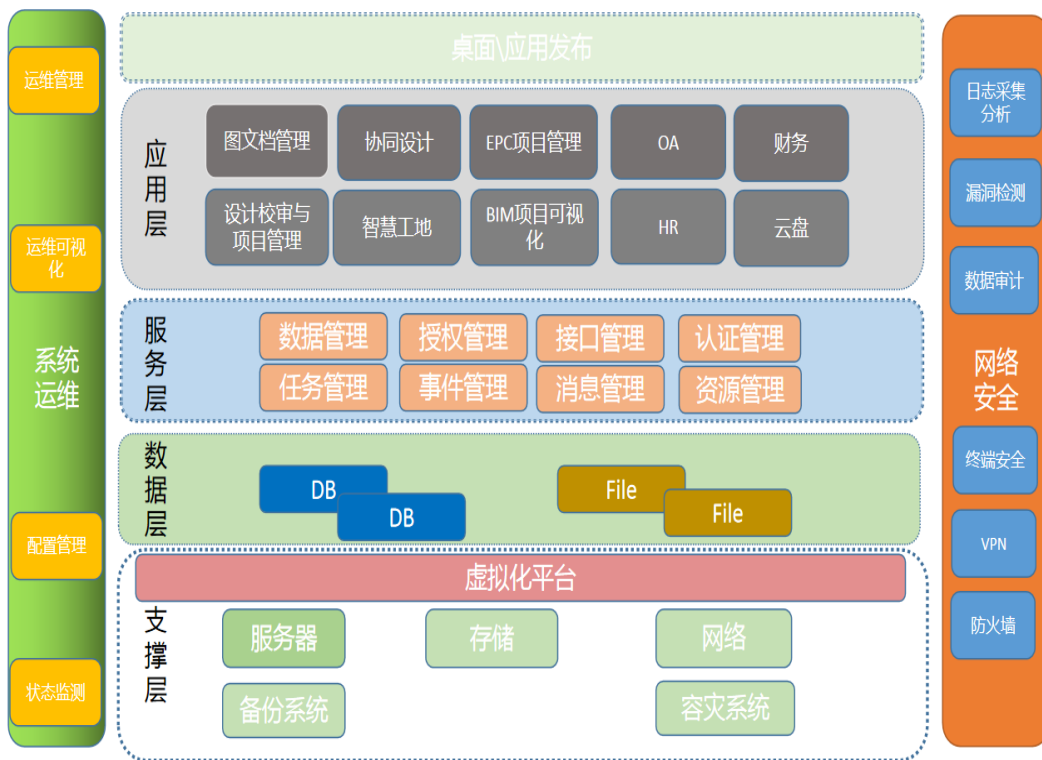 桌面\应用发布
系统
运维
运维管理
运维可视
化
配置管理
状态监测
应
用
层
图文档管理
协同设计
EPC项目管理
OA
财务
设计校审与
项目管理
智慧工地
BIM项目可视
化
HR
云盘
服
务
层
数据管理
授权管理
接口管理
认证管理
任务管理
事件管理
消息管理
资源管理
数
据
层
DB
DB
File
File
虚拟化平台
支
撑
层
服务器
存储
网络
备份系统
容灾系统
网络
安全
日志采集
分析
漏洞检测
数据审计
终端安全
VPN
防火墙